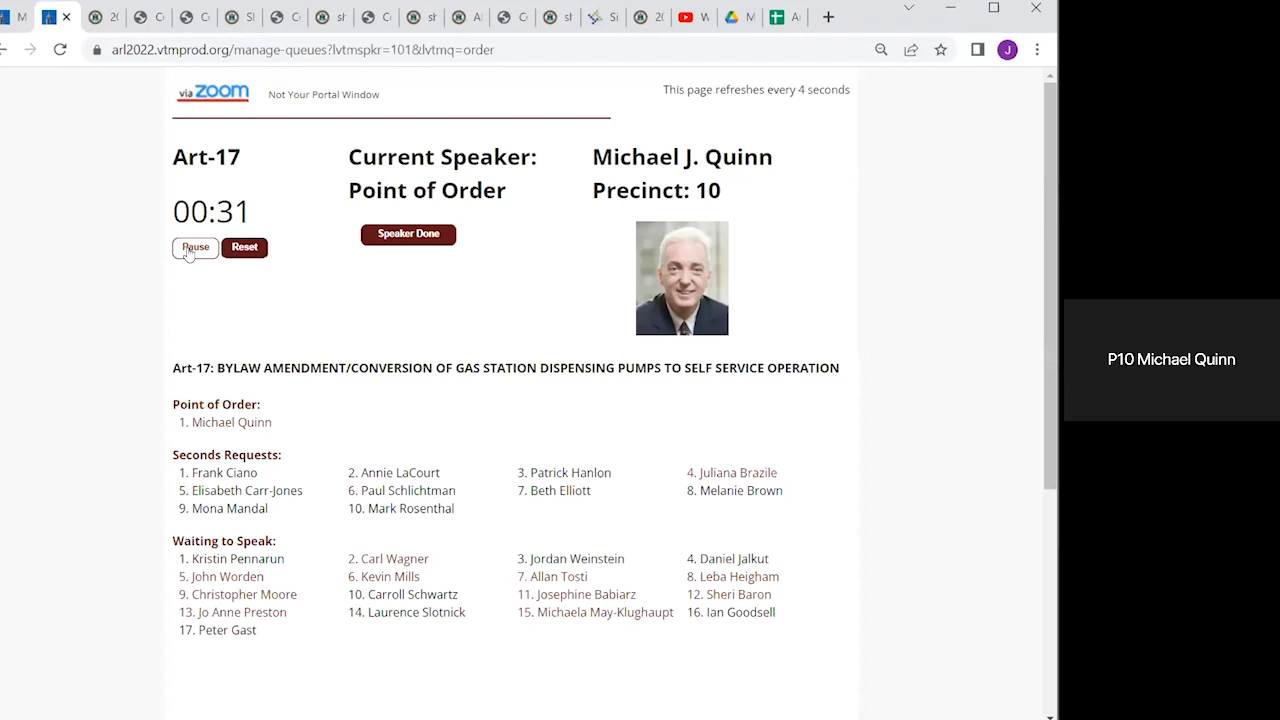 M
20
C
C
SI
C
sh
C
sh
A
C
sh
Si
20
W
M
A
arl2022.vtmprod.org/manage-queues?lvtmspkr=101&lvtmq=order
J
via zoom Not Your Portal Window This page refreshes every 4 seconds
Art-17 Current Speaker: Michael J. Quinn
Point of Order Precinct: 10
00:31
Speaker Done
Pause Reset
Art-17: BYLAW AMENDMENT/CONVERSION OF GAS STATION DISPENSING PUMPS TO SELF SERVICE OPERATION
Point of Order:
1. Michael Quinn
Seconds Requests:
1. Frank Ciano 2. Annie LaCourt 3. Patrick Hanlon 4. Juliana Brazile
5. Elisabeth Carr-Jones 6. Paul Schlichtman 7. Beth Elliott 8. Melanie Brown
9. Mona Mandal 10. Mark Rosenthal
Waiting to Speak:
1. Kristin Pennarun 2. Carl Wagner 3. Jordan Weinstein 4. Daniel Jalkut
5. John Worden 6. Kevin Mills 7. Allan Tosti 8. Leba Heigham
9. Christopher Moore 10. Carroll Schwartz 11. Josephine Babiarz 12. Sheri Baron
13. Jo Anne Preston 14. Laurence Slotnick 15. Michaela May-Klughaupt 16. Ian Goodsell
17. Peter Gast
P10 Michael Quinn